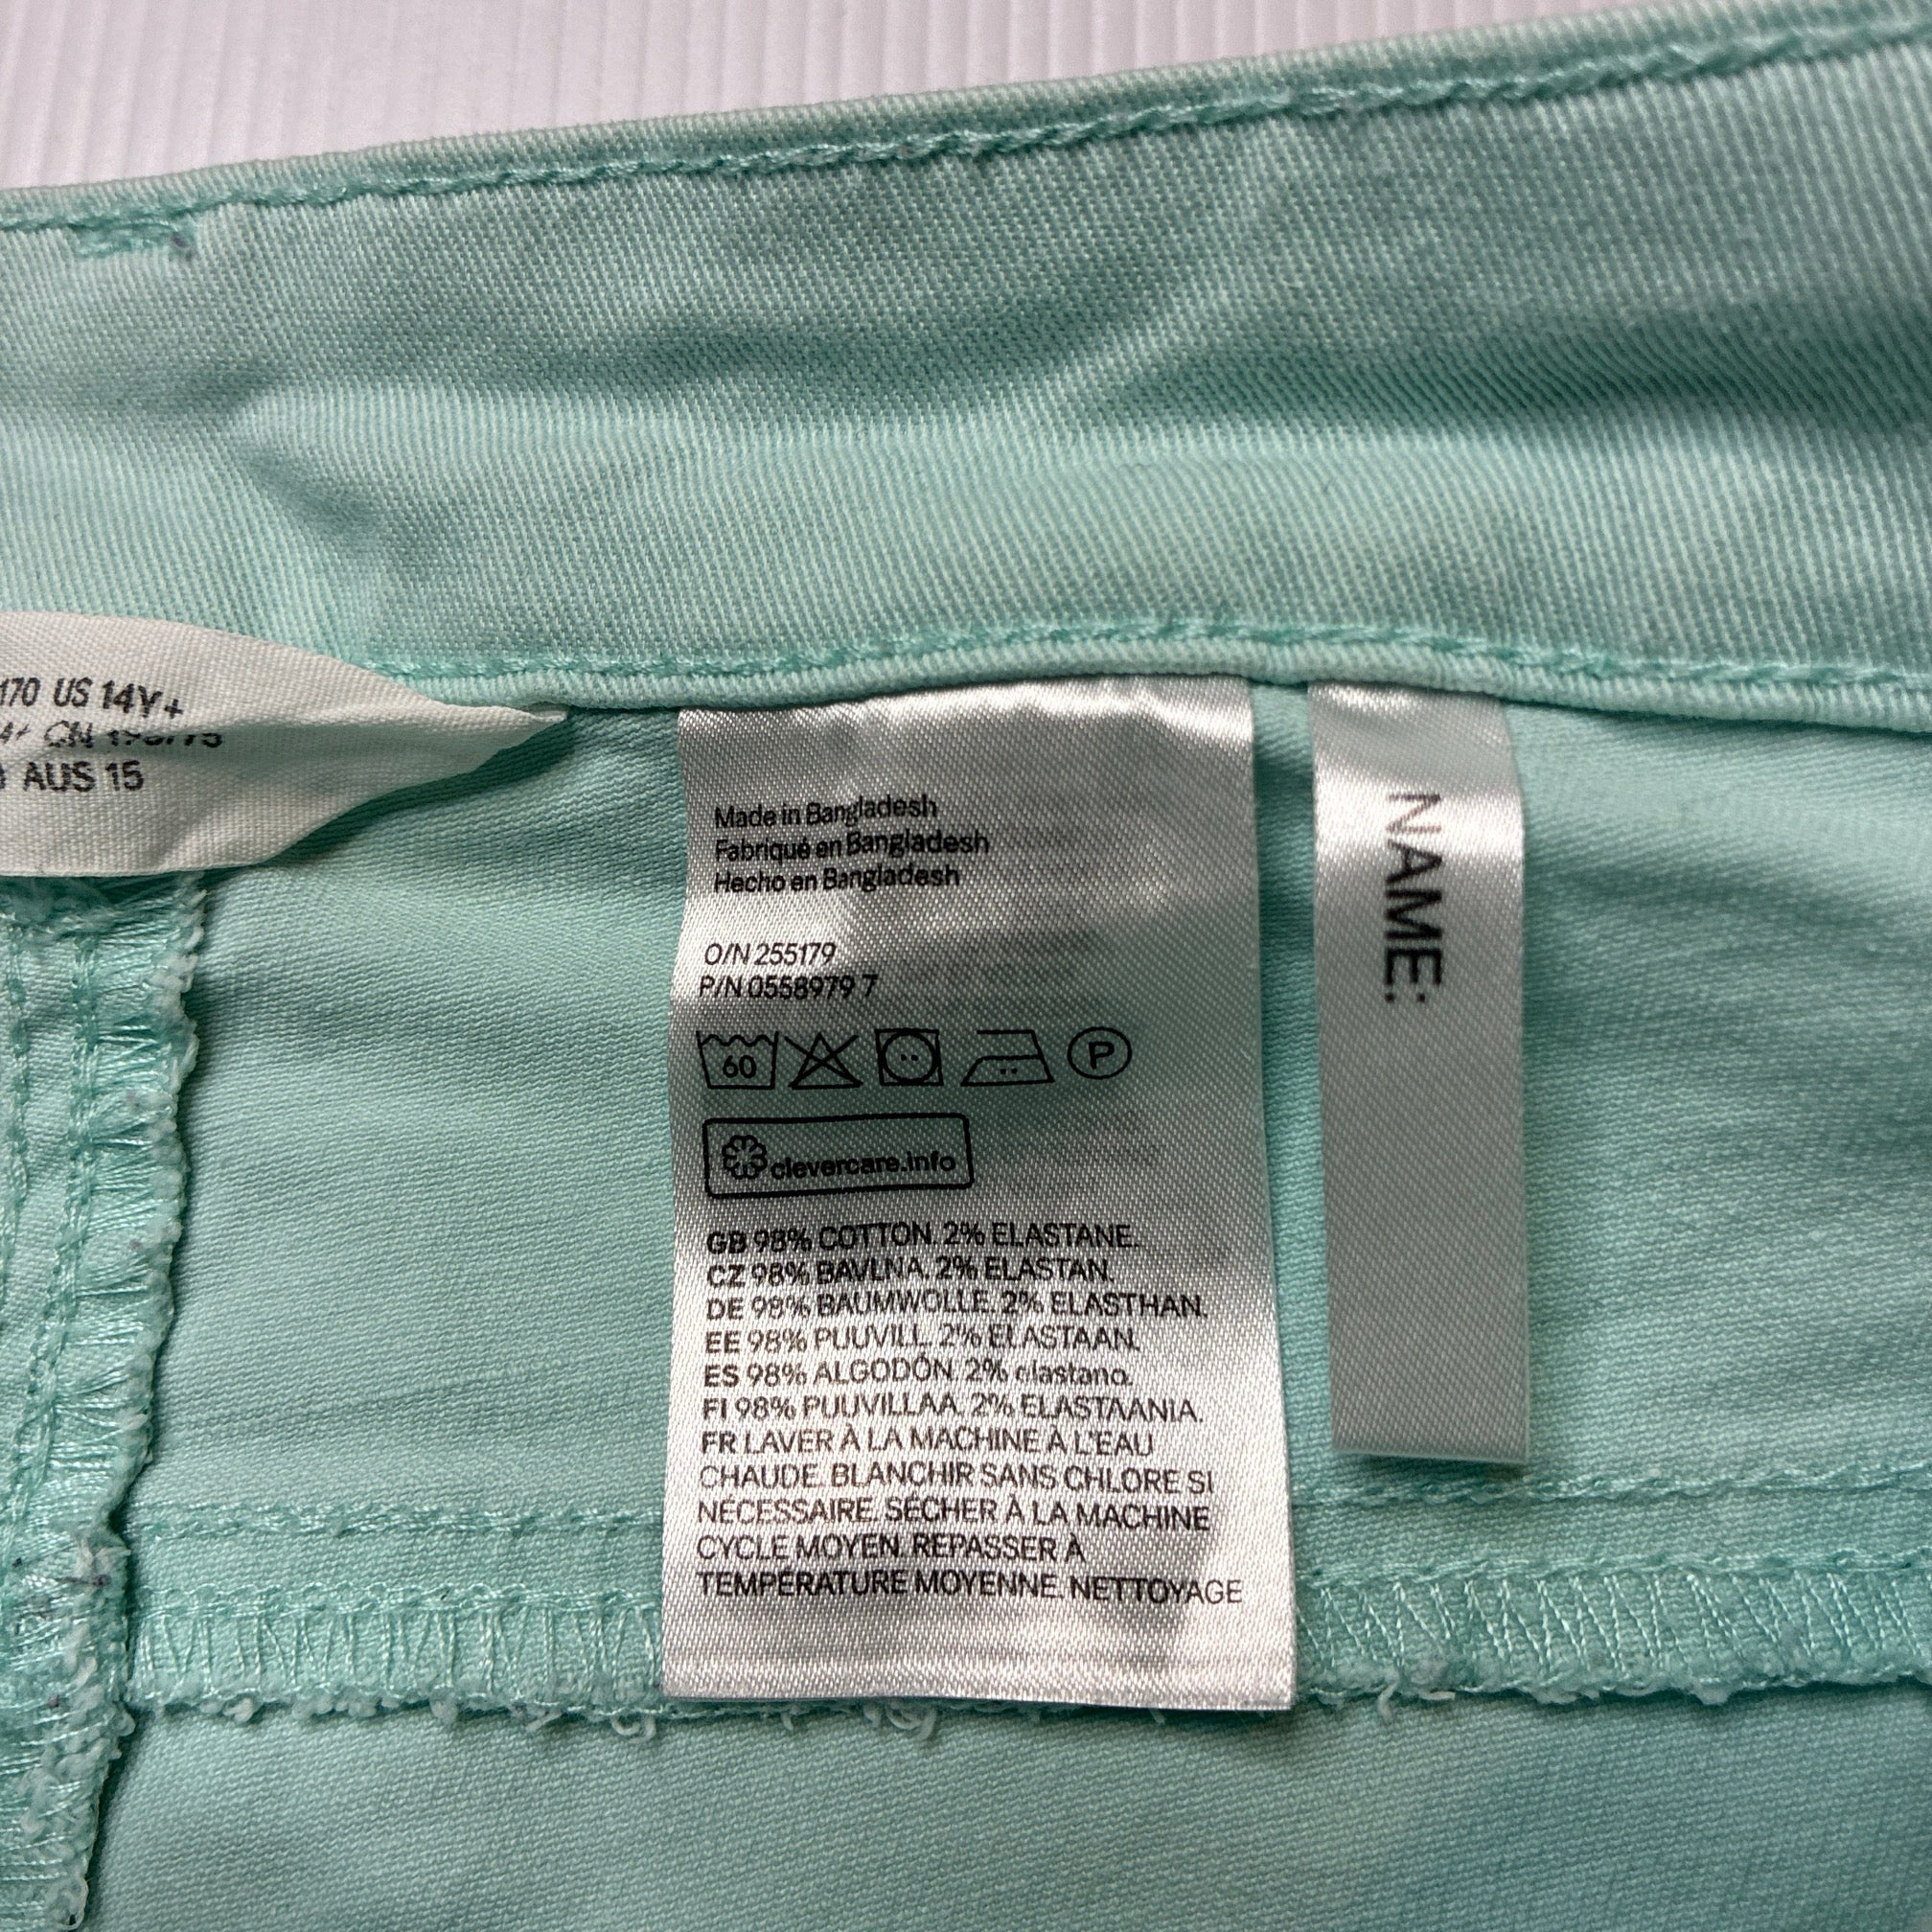 170 US 14Y+
CN
AUS 15
Made in Bangladesh
Fabriqué en Bangladesh
Hecho en Bangladesh
O/N 255179
P/N 0558979 7
60
P
clevercare.info
GB 98% COTTON. 2% ELASTANE.
CZ 98% BAVLNA. 2% ELASTAN.
DE 98% BAUMWOLLE. 2% ELASTHAN.
EE 98% PUUVILL. 2% ELASTAAN.
ES 98% ALGODÓN. 2% elastano.
FI 98% PUUVILLAA. 2% ELASTAANIA.
FR LAVER À LA MACHINE À L'EAU
CHAUDE. BLANCHIR SANS CHLORE SI
NÉCESSAIRE. SÉCHER À LA MACHINE
CYCLE MOYEN. REPASSER À
TEMPÉRATURE MOYENNE. NETTOYAGE
NAME: